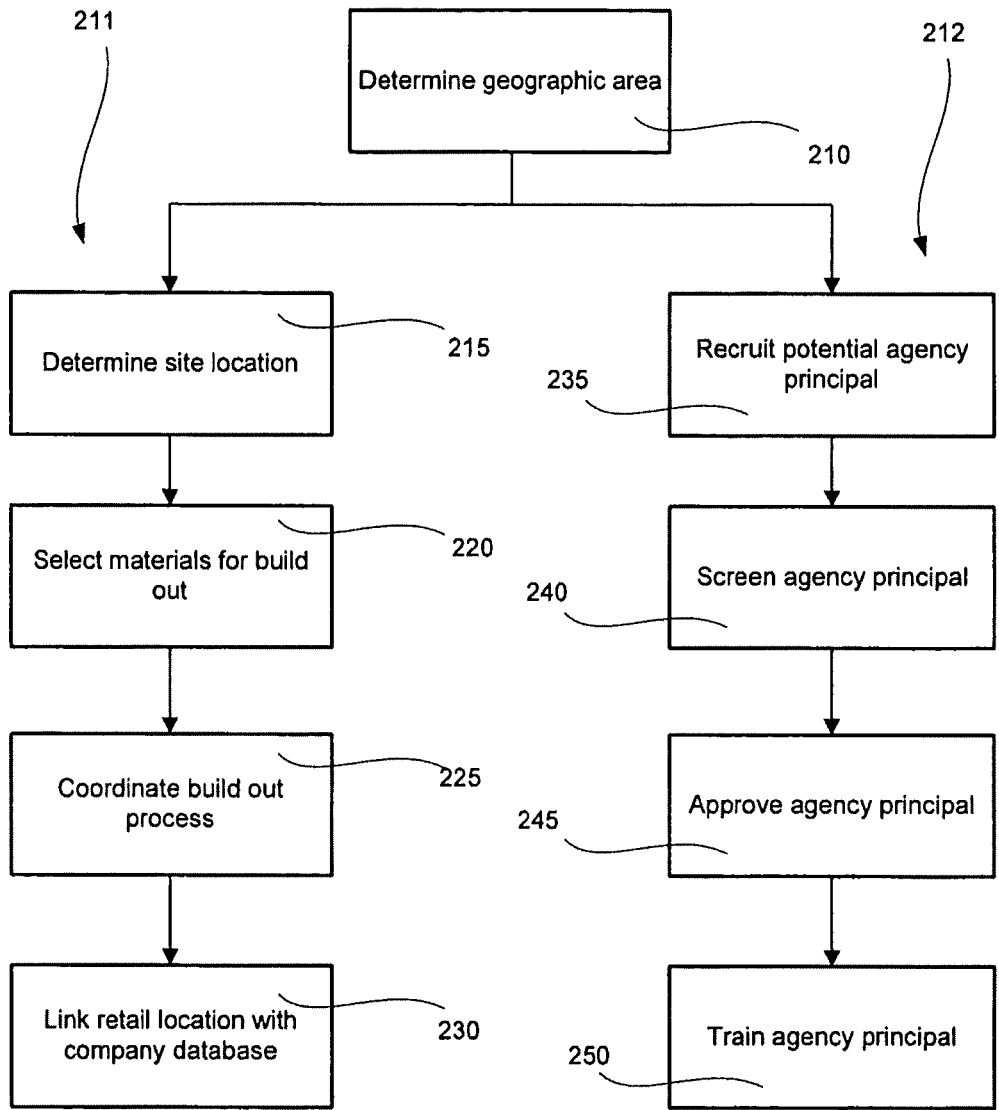 211
212
Determine geographic area
210
Determine site location
215
Recruit potential agency
principal
235
Select materials for build
out
220
Screen agency principal
240
Coordinate build out
process
225
Approve agency principal
245
Link retail location with
company database
230
Train agency principal
250